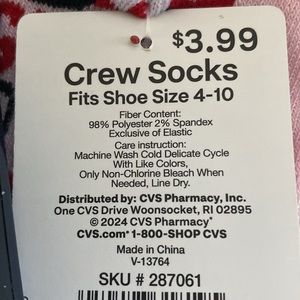 $3.99
Crew Socks
Fits Shoe Size 4-10
Fiber Content:
98% Polyester 2% Spandex
Exclusive of Elastic
Care instruction:
Machine Wash Cold Delicate Cycle
With Like Colors,
Only Non-Chlorine Bleach When
Needed, Line Dry.
Distributed by: CVS Pharmacy, Inc.
One CVS Drive Woonsocket, RI 02895
© 2024 CVS Pharmacy®
CVS.com® 1-800-SHOP CVS
Made in China
V-13764
SKU # 287061